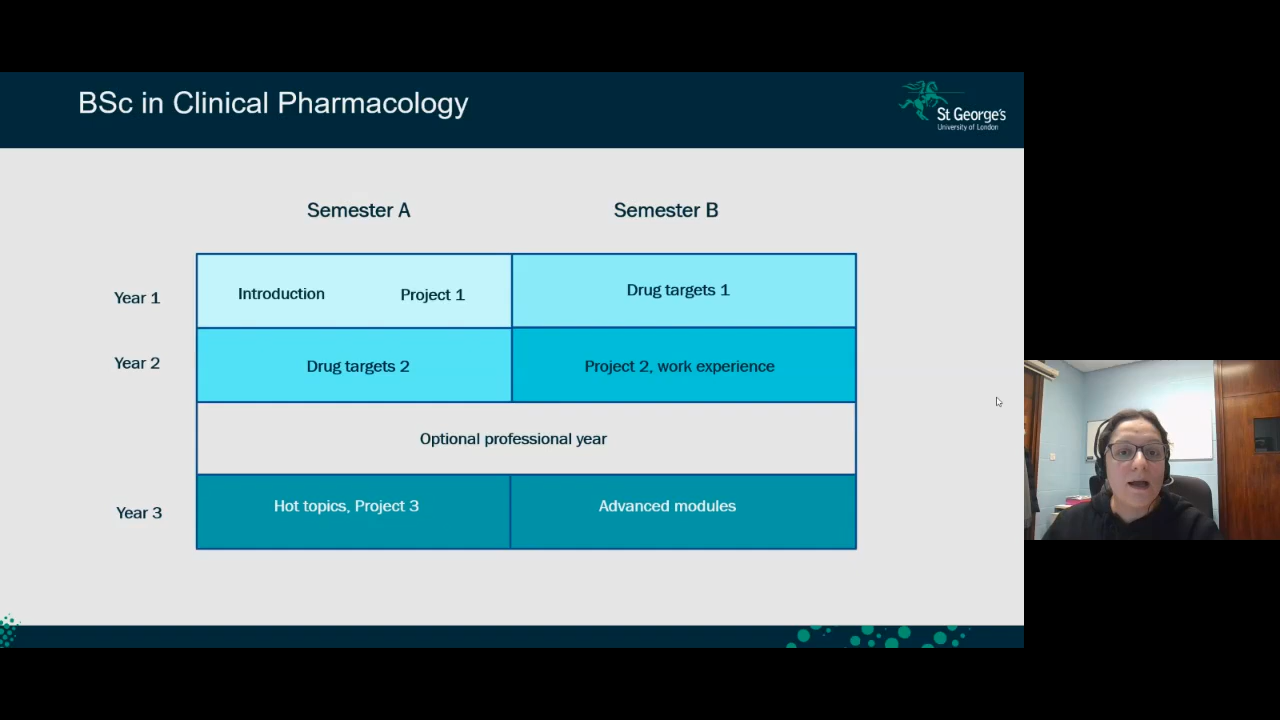 BSc in Clinical Pharmacology
St George's
University of London
Semester A
Semester B
Year 1
Introduction
Project 1
Drug targets 1
Year 2
Drug targets 2
Project 2, work experience
Optional professional year
Year 3
Hot topics, Project 3
Advanced modules